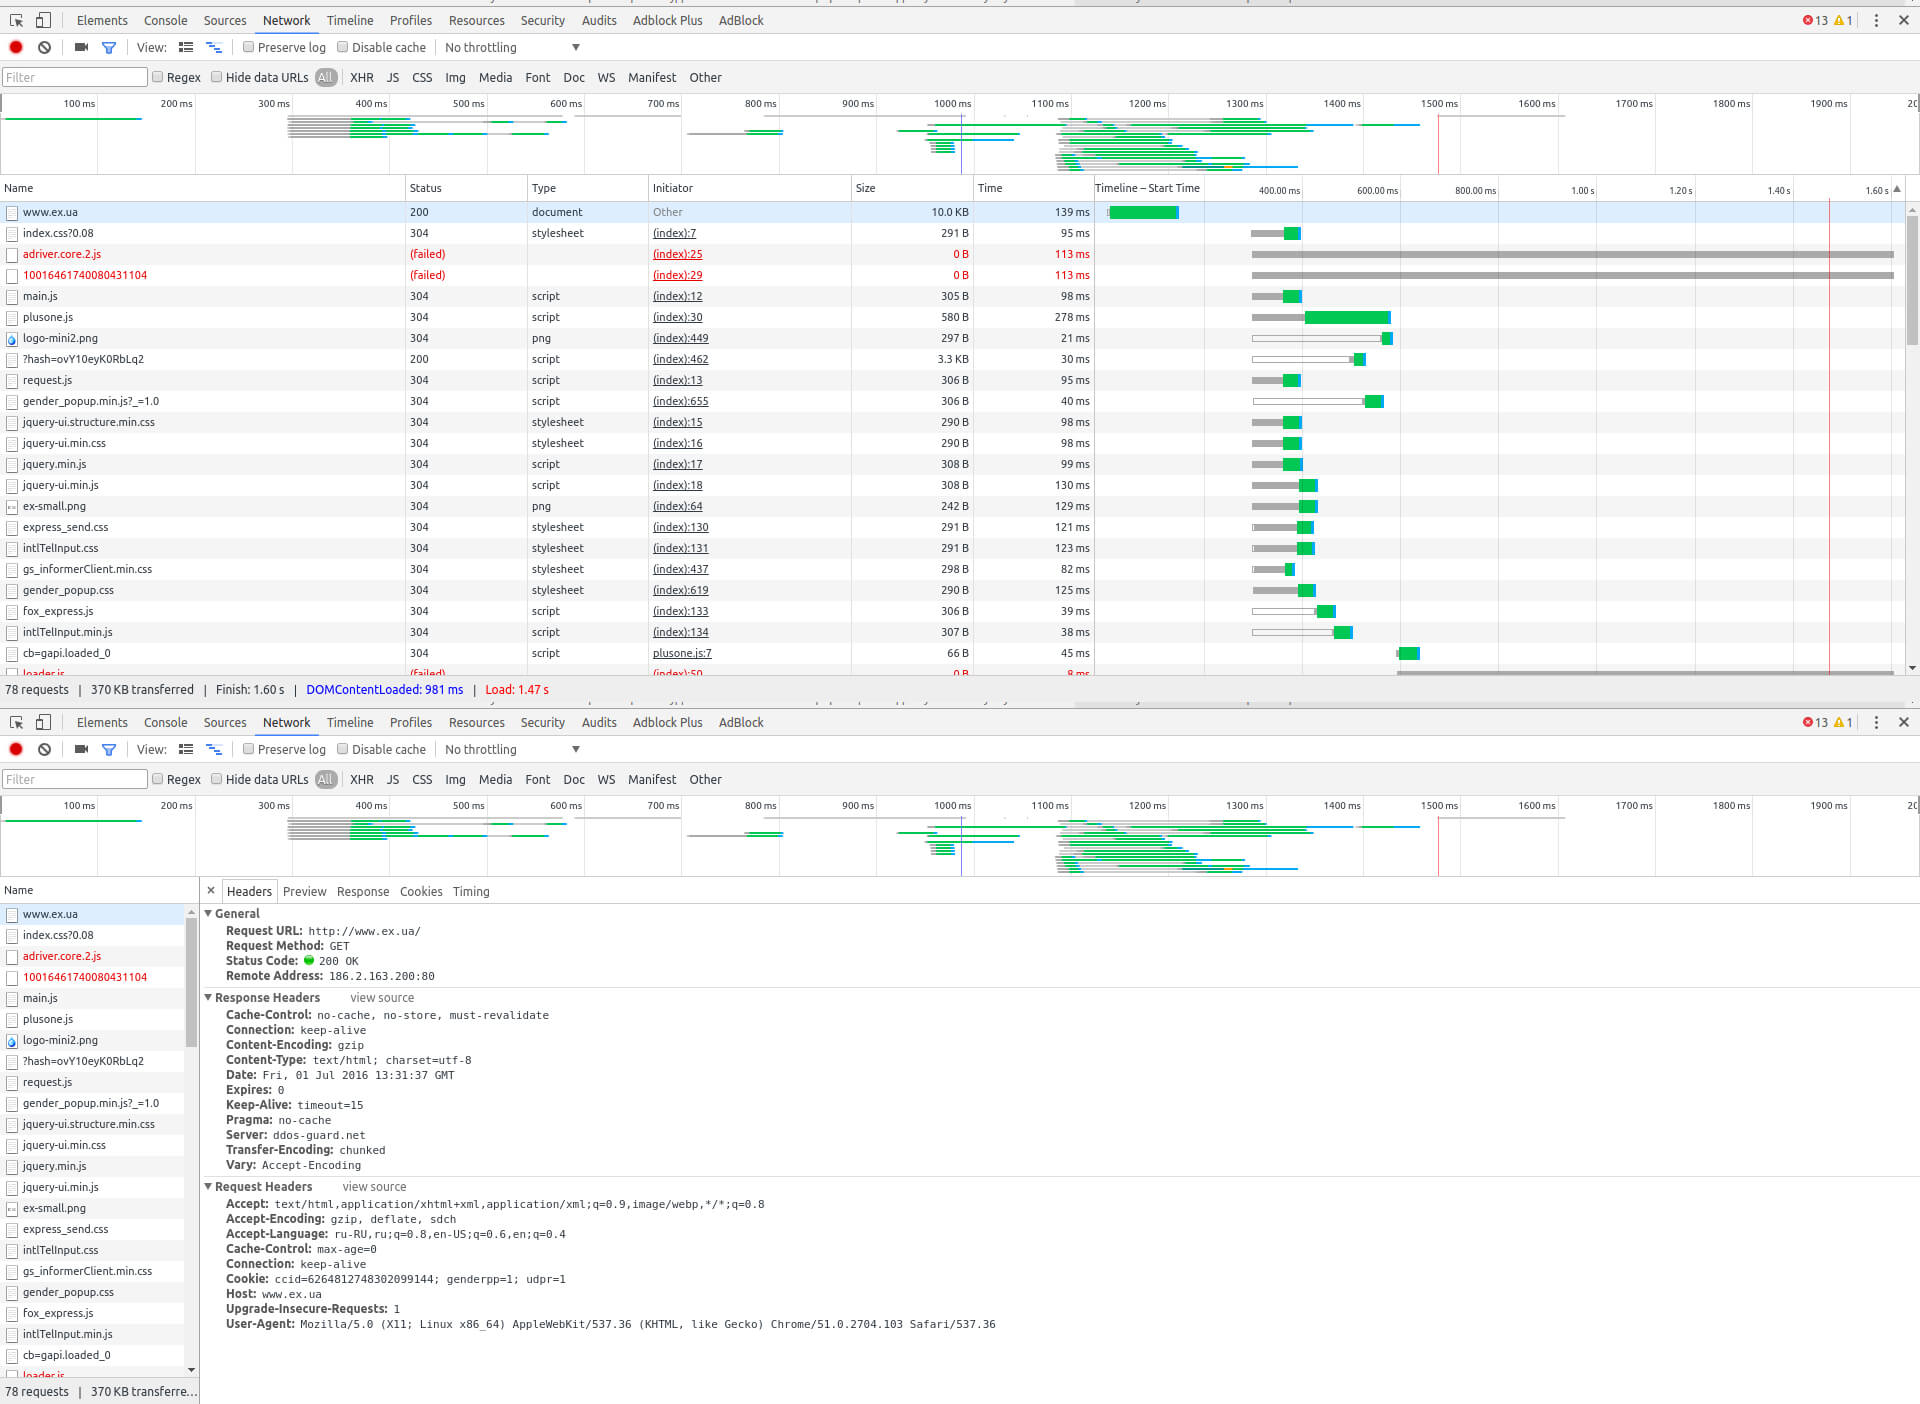 Elements Console Sources Network Timeline Profiles Resources Security Audits Adblock Plus AdBlock 13 1
View: Preserve log Disable cache No throttling
Filter Regex Hide data URLs All XHR JS CSS Img Media Font Doc WS Manifest Other
100 ms 200 ms 300 ms 400 ms 500 ms 600 ms 700 ms 800 ms 900 ms 1000 ms 1100 ms 1200 ms 1300 ms 1400 ms 1500 ms 1600 ms 1700 ms 1800 ms 1900 ms
Name Status Type Initiator Size Time Timeline – Start Time 400.00 ms 600.00 ms 800.00 ms 1.00 s 1.20 s 1.40 s 1.60 s
www.ex.ua 200 document Other 10.0 KB 139 ms
index.css?0.08 304 stylesheet (index):7 291 B 95 ms
adriver.core.2.js (failed) (index):25 0 B 113 ms
10016461740080431104 (failed) (index):29 0 B 113 ms
main.js 304 script (index):12 305 B 98 ms
plusone.js 304 script (index):30 580 B 278 ms
logo-mini2.png 304 png (index):449 297 B 21 ms
?hash=ovY10eyK0RbLq2 200 script (index):462 3.3 KB 30 ms
request.js 304 script (index):13 306 B 95 ms
gender_popup.min.js?_=1.0 304 script (index):655 306 B 40 ms
jquery-ui.structure.min.css 304 stylesheet (index):15 290 B 98 ms
jquery-ui.min.css 304 stylesheet (index):16 290 B 98 ms
jquery.min.js 304 script (index):17 308 B 99 ms
jquery-ui.min.js 304 script (index):18 308 B 130 ms
ex-small.png 304 png (index):64 242 B 129 ms
express_send.css 304 stylesheet (index):130 291 B 121 ms
intlTelInput.css 304 stylesheet (index):131 291 B 123 ms
gs_informerClient.min.css 304 stylesheet (index):437 298 B 82 ms
gender_popup.css 304 stylesheet (index):619 290 B 125 ms
fox_express.js 304 script (index):133 306 B 39 ms
intlTelInput.min.js 304 script (index):134 307 B 38 ms
cb=gapi.loaded_0 304 script plusone.js:7 66 B 45 ms
loader.js (failed) (index):50 0 B 8 ms
78 requests | 370 KB transferred | Finish: 1.60 s | DOMContentLoaded: 981 ms | Load: 1.47 s
Elements Console Sources Network Timeline Profiles Resources Security Audits Adblock Plus AdBlock 13 1
View: Preserve log Disable cache No throttling
Filter Regex Hide data URLs All XHR JS CSS Img Media Font Doc WS Manifest Other
100 ms 200 ms 300 ms 400 ms 500 ms 600 ms 700 ms 800 ms 900 ms 1000 ms 1100 ms 1200 ms 1300 ms 1400 ms 1500 ms 1600 ms 1700 ms 1800 ms 1900 ms
Name
www.ex.ua
index.css?0.08
adriver.core.2.js
10016461740080431104
main.js
plusone.js
logo-mini2.png
?hash=ovY10eyK0RbLq2
request.js
gender_popup.min.js?_=1.0
jquery-ui.structure.min.css
jquery-ui.min.css
jquery.min.js
jquery-ui.min.js
ex-small.png
express_send.css
intlTelInput.css
gs_informerClient.min.css
gender_popup.css
fox_express.js
intlTelInput.min.js
cb=gapi.loaded_0
loader.js
78 requests | 370 KB transferre...
× Headers Preview Response Cookies Timing
General
Request URL: http://www.ex.ua/
Request Method: GET
Status Code: 200 OK
Remote Address: 186.2.163.200:80
Response Headers view source
Cache-Control: no-cache, no-store, must-revalidate
Connection: keep-alive
Content-Encoding: gzip
Content-Type: text/html; charset=utf-8
Date: Fri, 01 Jul 2016 13:31:37 GMT
Expires: 0
Keep-Alive: timeout=15
Pragma: no-cache
Server: ddos-guard.net
Transfer-Encoding: chunked
Vary: Accept-Encoding
Request Headers view source
Accept: text/html,application/xhtml+xml,application/xml;q=0.9,image/webp,*/*;q=0.8
Accept-Encoding: gzip, deflate, sdch
Accept-Language: ru-RU,ru;q=0.8,en-US;q=0.6,en;q=0.4
Cache-Control: max-age=0
Connection: keep-alive
Cookie: ccid=6264812748302099144; genderpp=1; udpr=1
Host: www.ex.ua
Upgrade-Insecure-Requests: 1
User-Agent: Mozilla/5.0 (X11; Linux x86_64) AppleWebKit/537.36 (KHTML, like Gecko) Chrome/51.0.2704.103 Safari/537.36